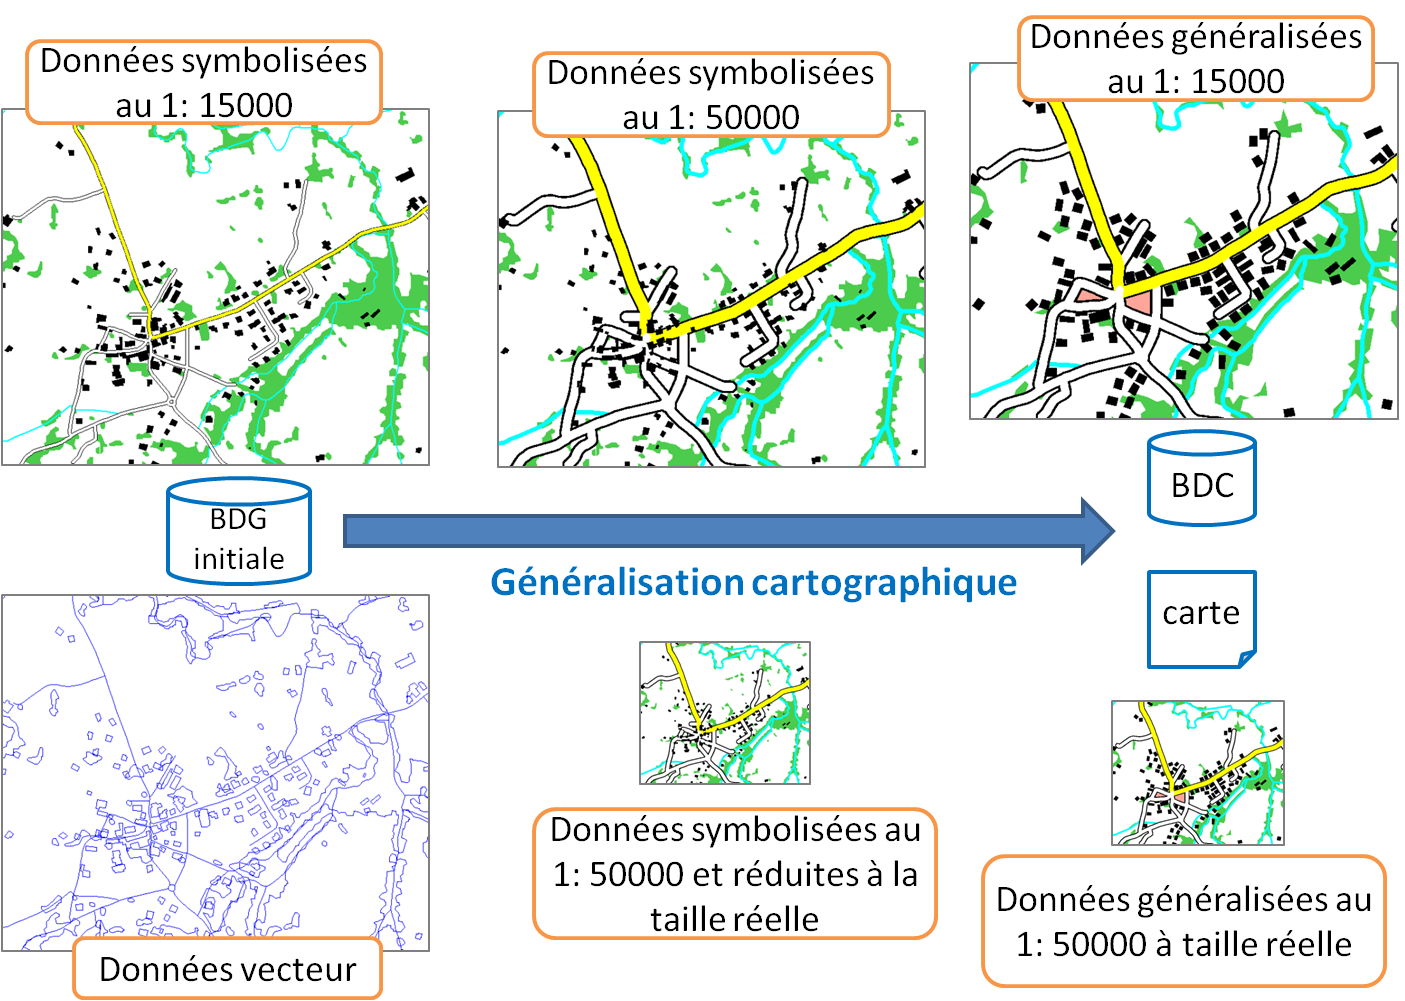 Données symbolisées
au 1: 15000
Données symbolisées
au 1: 50000
Données généralisées
au 1: 15000
BDG
initiale
BDC
Généralisation cartographique
carte
Données vecteur
Données symbolisées au
1: 50000 et réduites à la
taille réelle
Données généralisées au
1: 50000 à taille réelle